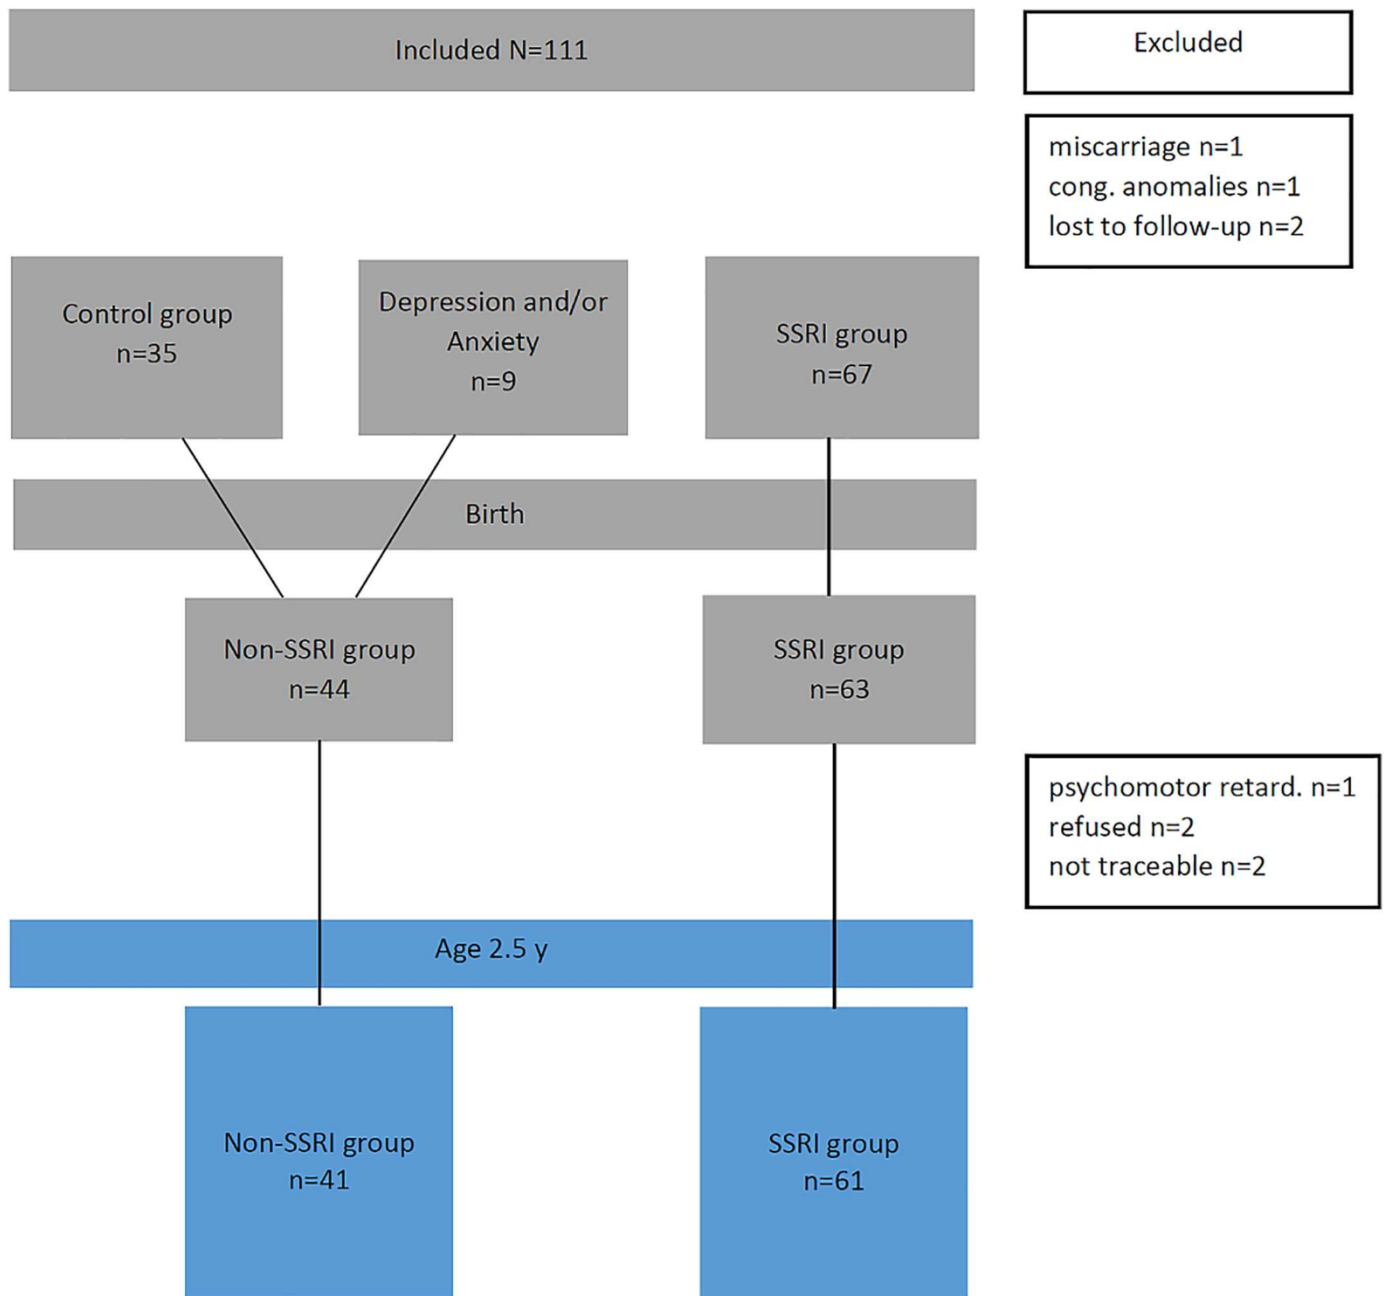 Included N=111
Excluded
miscarriage n=1
cong. anomalies n=1
lost to follow-up n=2
Control group
n=35
Depression and/or
Anxiety
n=9
SSRI group
n=67
Birth
Non-SSRI group
n=44
SSRI group
n=63
psychomotor retard. n=1
refused n=2
not traceable n=2
Age 2.5 y
Non-SSRI group
n=41
SSRI group
n=61